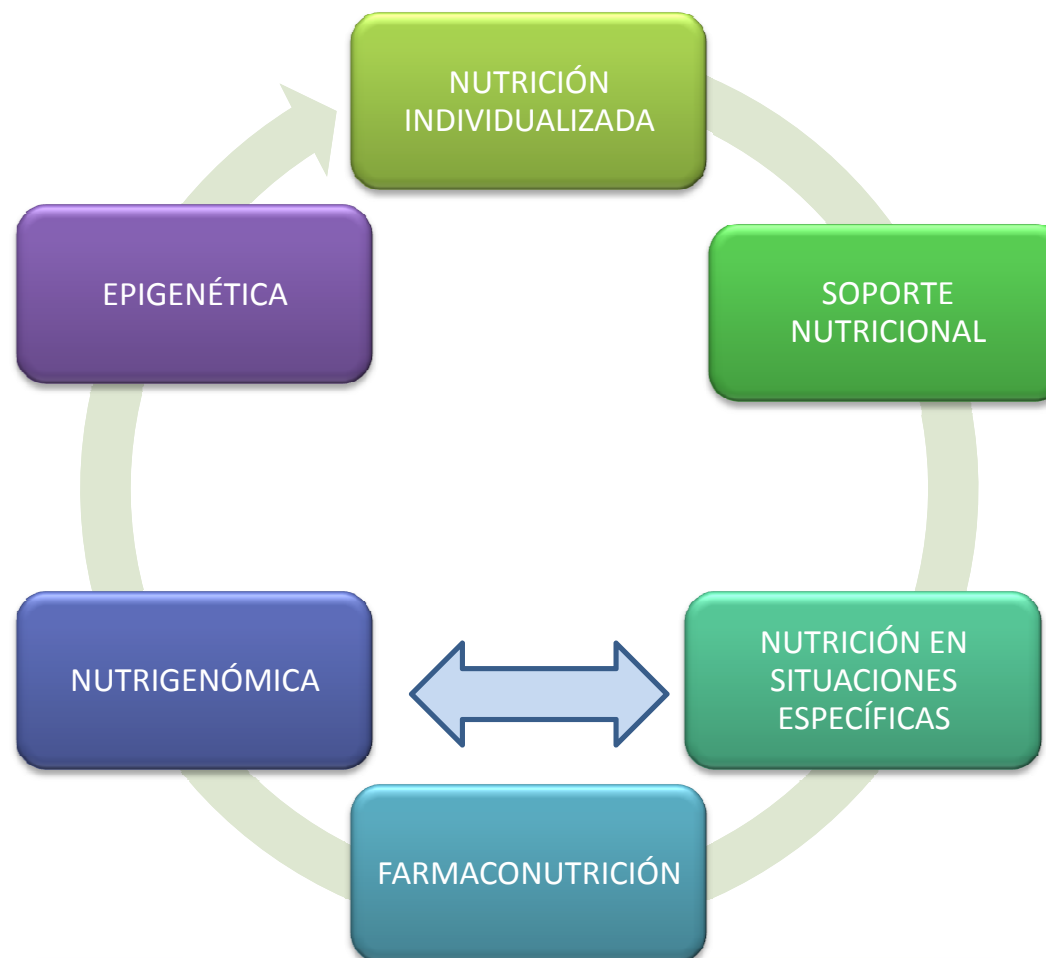 NUTRICIÓN
INDIVIDUALIZADA
SOPORTE
NUTRICIONAL
NUTRICIÓN EN
SITUACIONES
ESPECÍFICAS
FARMACONUTRICIÓN
NUTRIGENÓMICA
EPIGENÉTICA